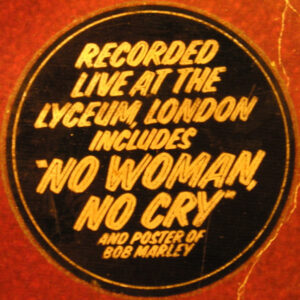 RECORDED
LIVE AT THE
LYCEUM, LONDON
INCLUDES
"NO WOMAN,
NO CRY"
AND POSTER OF
BOB MARLEY